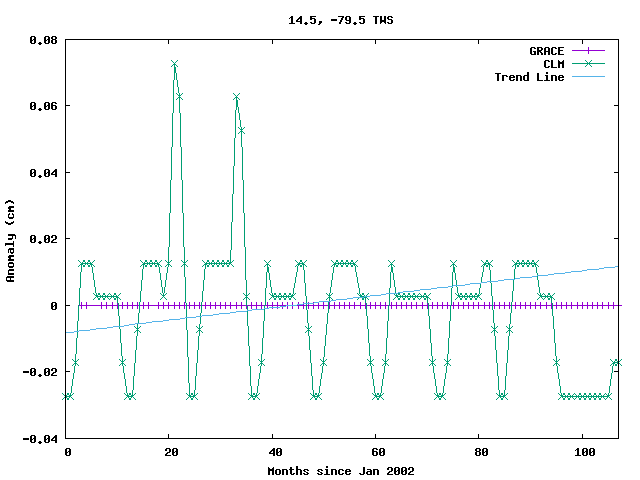 14.5, -79.5 TWS
GRACE
CLM
Trend Line
0.08
0.06
0.04
0.02
0
-0.02
-0.04
Anomaly (cm)
0 20 40 60 80 100
Months since Jan 2002